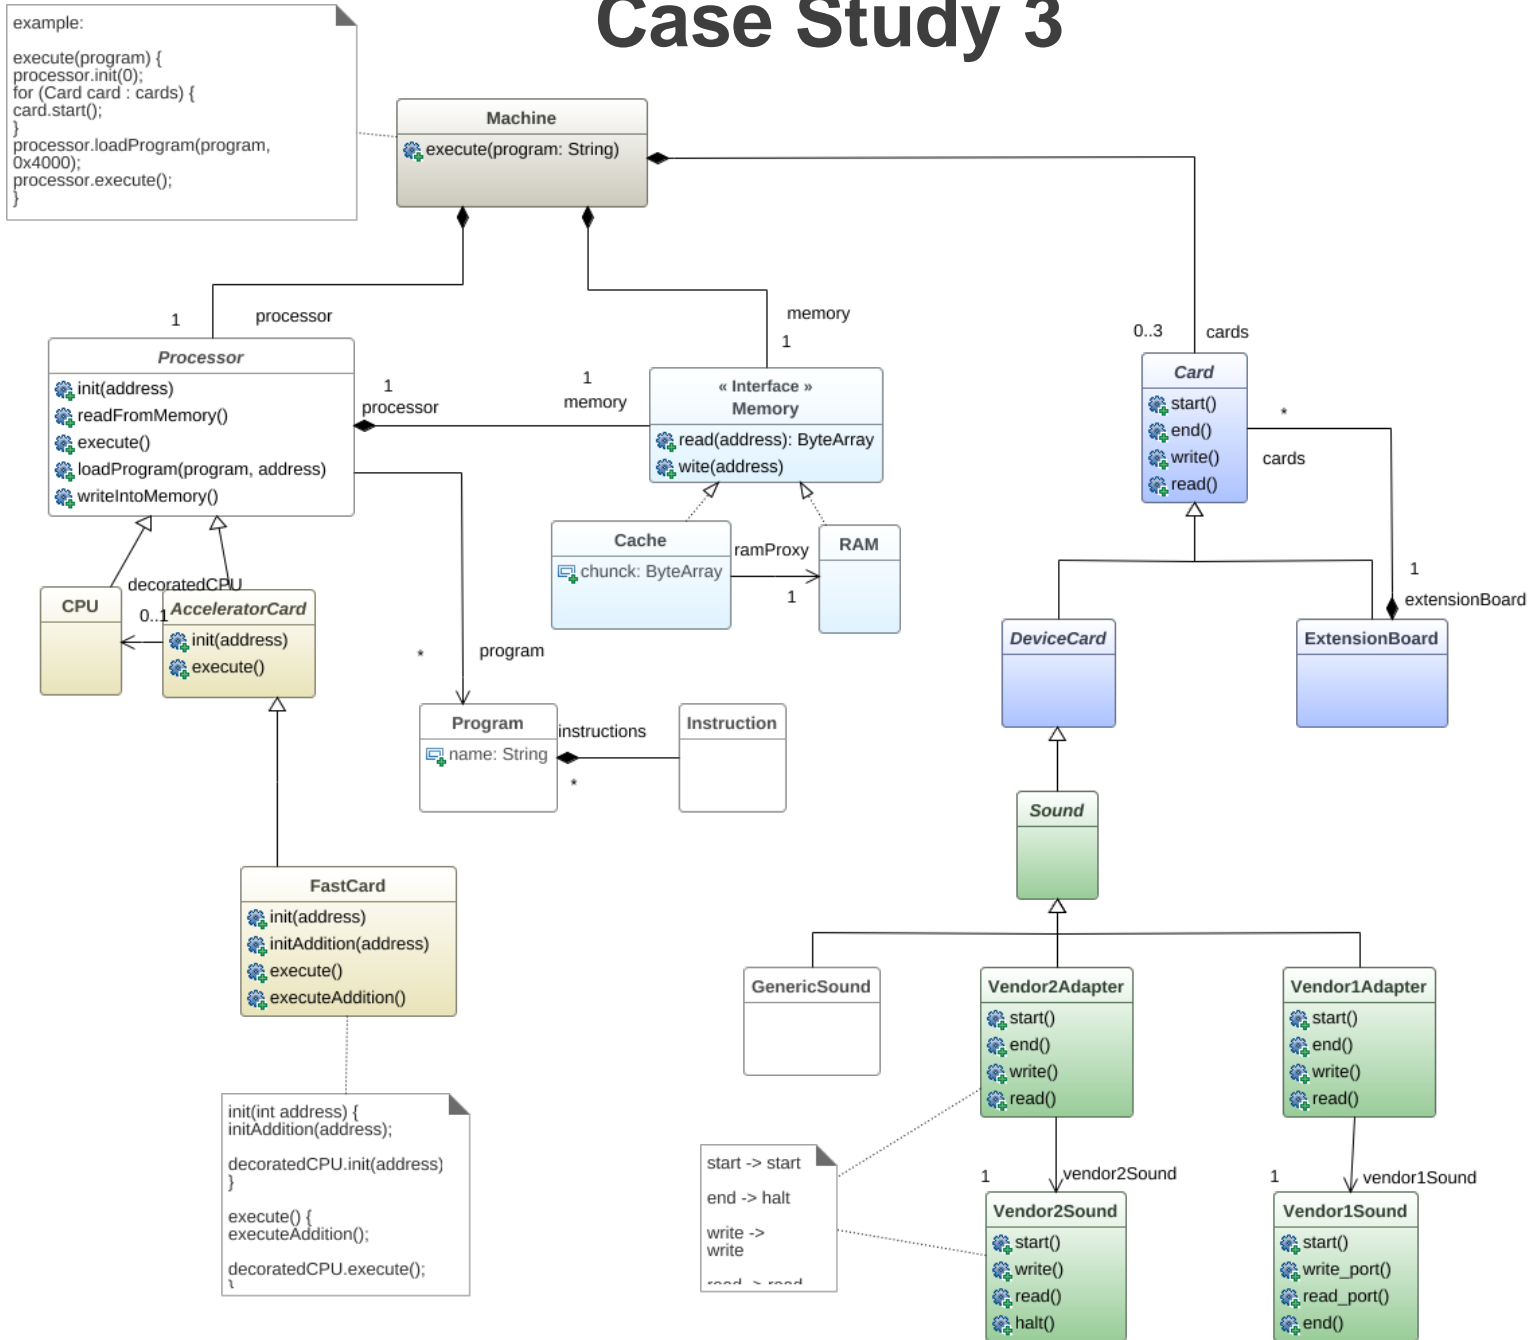 Case Study 3
example:
execute(program) {
processor.init(0);
for (Card card : cards) {
card.start();
}
processor.loadProgram(program,
0x4000);
processor.execute();
}
Machine
execute(program: String)
1
processor
memory
1
0..3
cards
Processor
init(address)
readFromMemory()
execute()
loadProgram(program, address)
writeIntoMemory()
1
processor
1
memory
« Interface »
Memory
read(address): ByteArray
wite(address)
Card
start()
end()
write()
read()
*
cards
Cache
chunck: ByteArray
ramProxy
1
RAM
decoratedCPU
0..1
CPU
AcceleratorCard
init(address)
execute()
1
extensionBoard
DeviceCard
ExtensionBoard
*
program
Program
name: String
instructions
*
Instruction
Sound
FastCard
init(address)
initAddition(address)
execute()
executeAddition()
GenericSound
Vendor2Adapter
start()
end()
write()
read()
Vendor1Adapter
start()
end()
write()
read()
init(int address) {
initAddition(address);
decoratedCPU.init(address)
}
execute() {
executeAddition();
decoratedCPU.execute();
}
start -> start
end -> halt
write ->
write
read -> read
1
vendor2Sound
1
vendor1Sound
Vendor2Sound
start()
write()
read()
halt()
Vendor1Sound
start()
write_port()
read_port()
end()